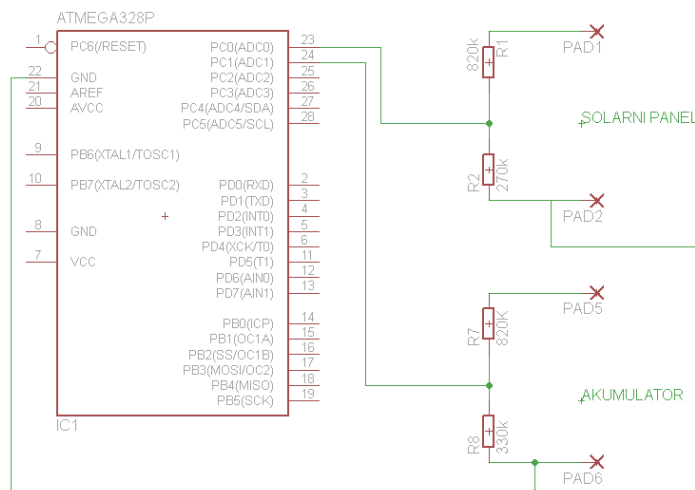 ATMEGA328P
1 PC6(/RESET) PC0(ADC0) 23
PC1(ADC1) 24
22 GND PC2(ADC2) 25
21 AREF PC3(ADC3) 26
20 AVCC PC4(ADC4/SDA) 27
PC5(ADC5/SCL) 28
9 PB6(XTAL1/TOSC1)
10 PB7(XTAL2/TOSC2) PD0(RXD) 2
PD1(TXD) 3
PD2(INT0) 4
8 GND PD3(INT1) 5
PD4(XCK/T0) 6
7 VCC PD5(T1) 11
PD6(AIN0) 12
PD7(AIN1) 13
PB0(ICP) 14
PB1(OC1A) 15
PB2(SS/OC1B) 16
PB3(MOSI/OC2) 17
PB4(MISO) 18
PB5(SCK) 19
IC1
820k R1
PAD1
SOLARNI PANEL
R2 270k
PAD2
PAD5
R7 820K
AKUMULATOR
R8 330k
PAD6